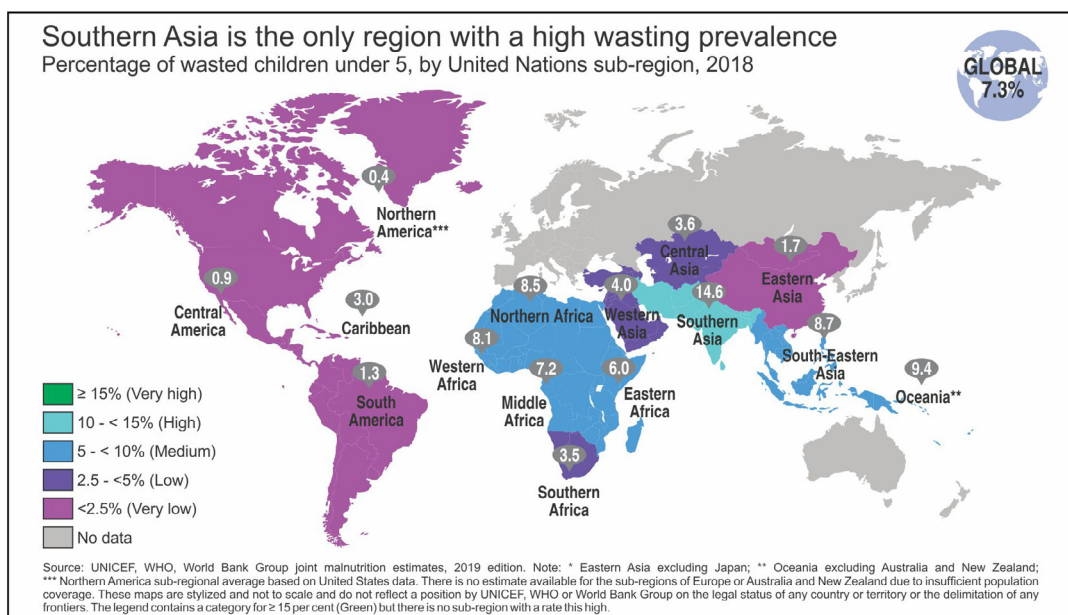 Southern Asia is the only region with a high wasting prevalence
Percentage of wasted children under 5, by United Nations sub-region, 2018
GLOBAL
7.3%
0.4
Northern
America***
0.9
Central
America
3.0
Caribbean
1.3
South
America
8.5
Northern Africa
8.1
Western
Africa
7.2
Middle
Africa
6.0
Eastern
Africa
3.5
Southern
Africa
4.0
Western
Asia
3.6
Central
Asia
14.6
Southern
Asia
1.7
Eastern
Asia
8.7
South-Eastern
Asia
9.4
Oceania**
≥ 15% (Very high)
10 - < 15% (High)
5 - < 10% (Medium)
2.5 - <5% (Low)
<2.5% (Very low)
No data
Source: UNICEF, WHO, World Bank Group joint malnutrition estimates, 2019 edition. Note: * Eastern Asia excluding Japan; ** Oceania excluding Australia and New Zealand;
*** Northern America sub-regional average based on United States data. There is no estimate available for the sub-regions of Europe or Australia and New Zealand due to insufficient population
coverage. These maps are stylized and not to scale and do not reflect a position by UNICEF, WHO or World Bank Group on the legal status of any country or territory or the delimitation of any
frontiers. The legend contains a category for ≥ 15 per cent (Green) but there is no sub-region with a rate this high.